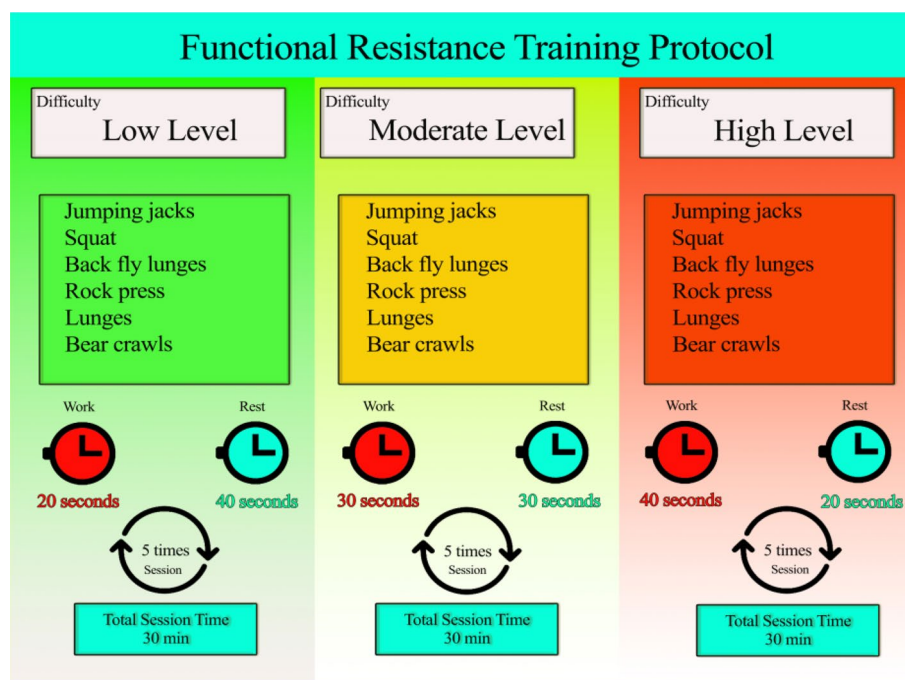 Functional Resistance Training Protocol
Difficulty
Low Level
Jumping jacks
Squat
Back fly lunges
Rock press
Lunges
Bear crawls
Work
Rest
20 seconds
40 seconds
5 times
Session
Total Session Time
30 min
Difficulty
Moderate Level
Jumping jacks
Squat
Back fly lunges
Rock press
Lunges
Bear crawls
Work
Rest
30 seconds
30 seconds
5 times
Session
Total Session Time
30 min
Difficulty
High Level
Jumping jacks
Squat
Back fly lunges
Rock press
Lunges
Bear crawls
Work
Rest
40 seconds
20 seconds
5 times
Session
Total Session Time
30 min